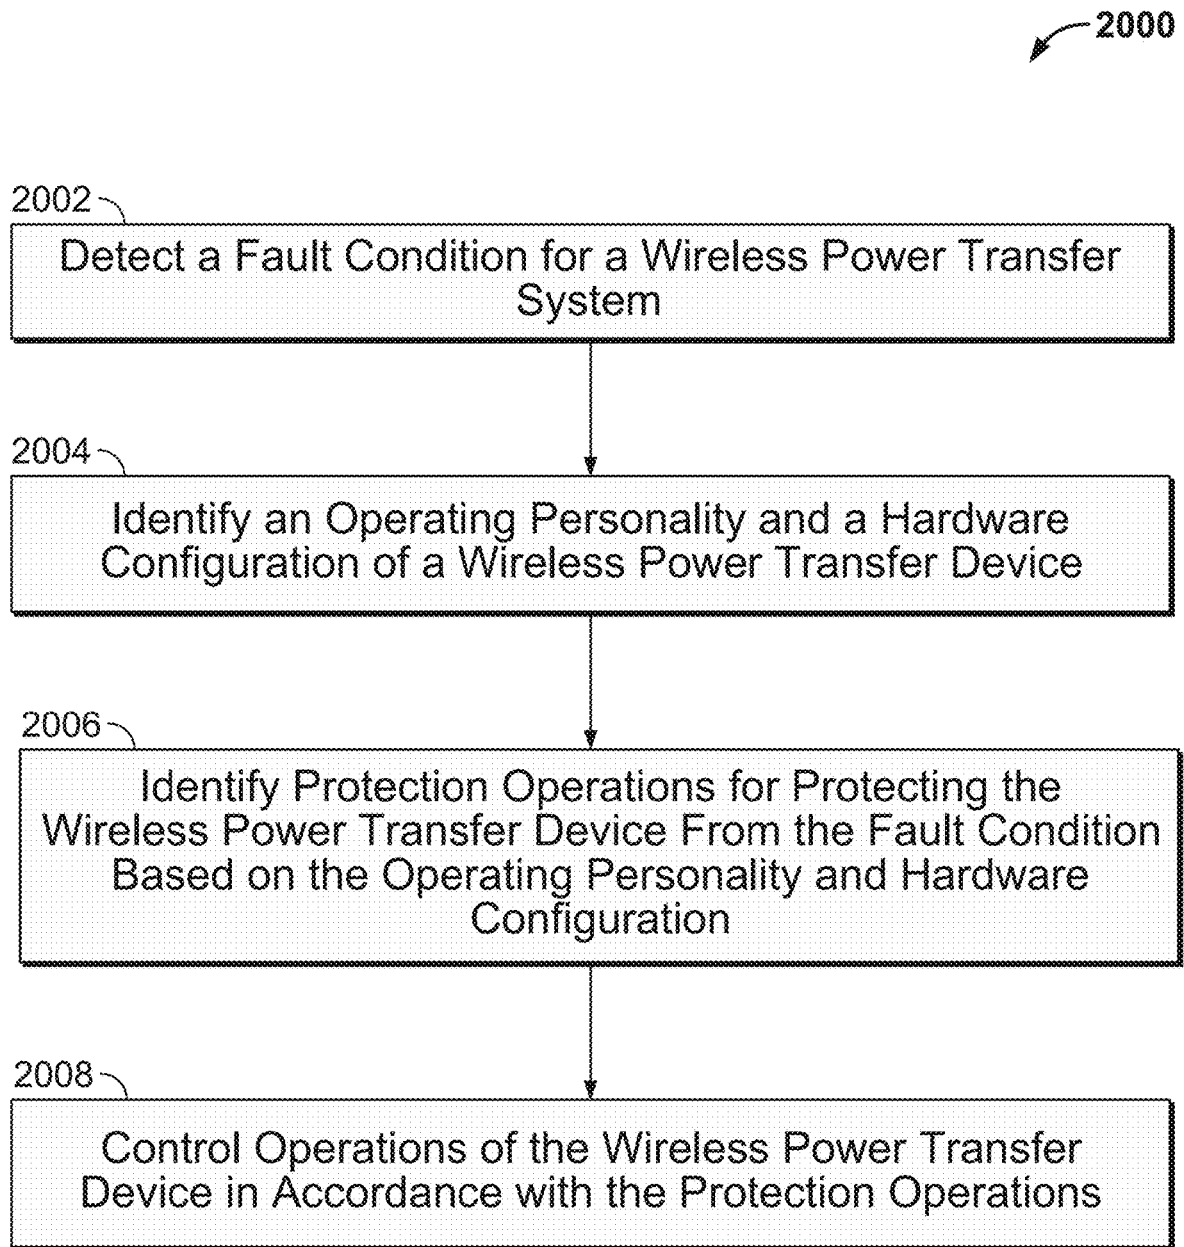 2000
2002
Detect a Fault Condition for a Wireless Power Transfer
System
2004
Identify an Operating Personality and a Hardware
Configuration of a Wireless Power Transfer Device
2006
Identify Protection Operations for Protecting the
Wireless Power Transfer Device From the Fault Condition
Based on the Operating Personality and Hardware
Configuration
2008
Control Operations of the Wireless Power Transfer
Device in Accordance with the Protection Operations